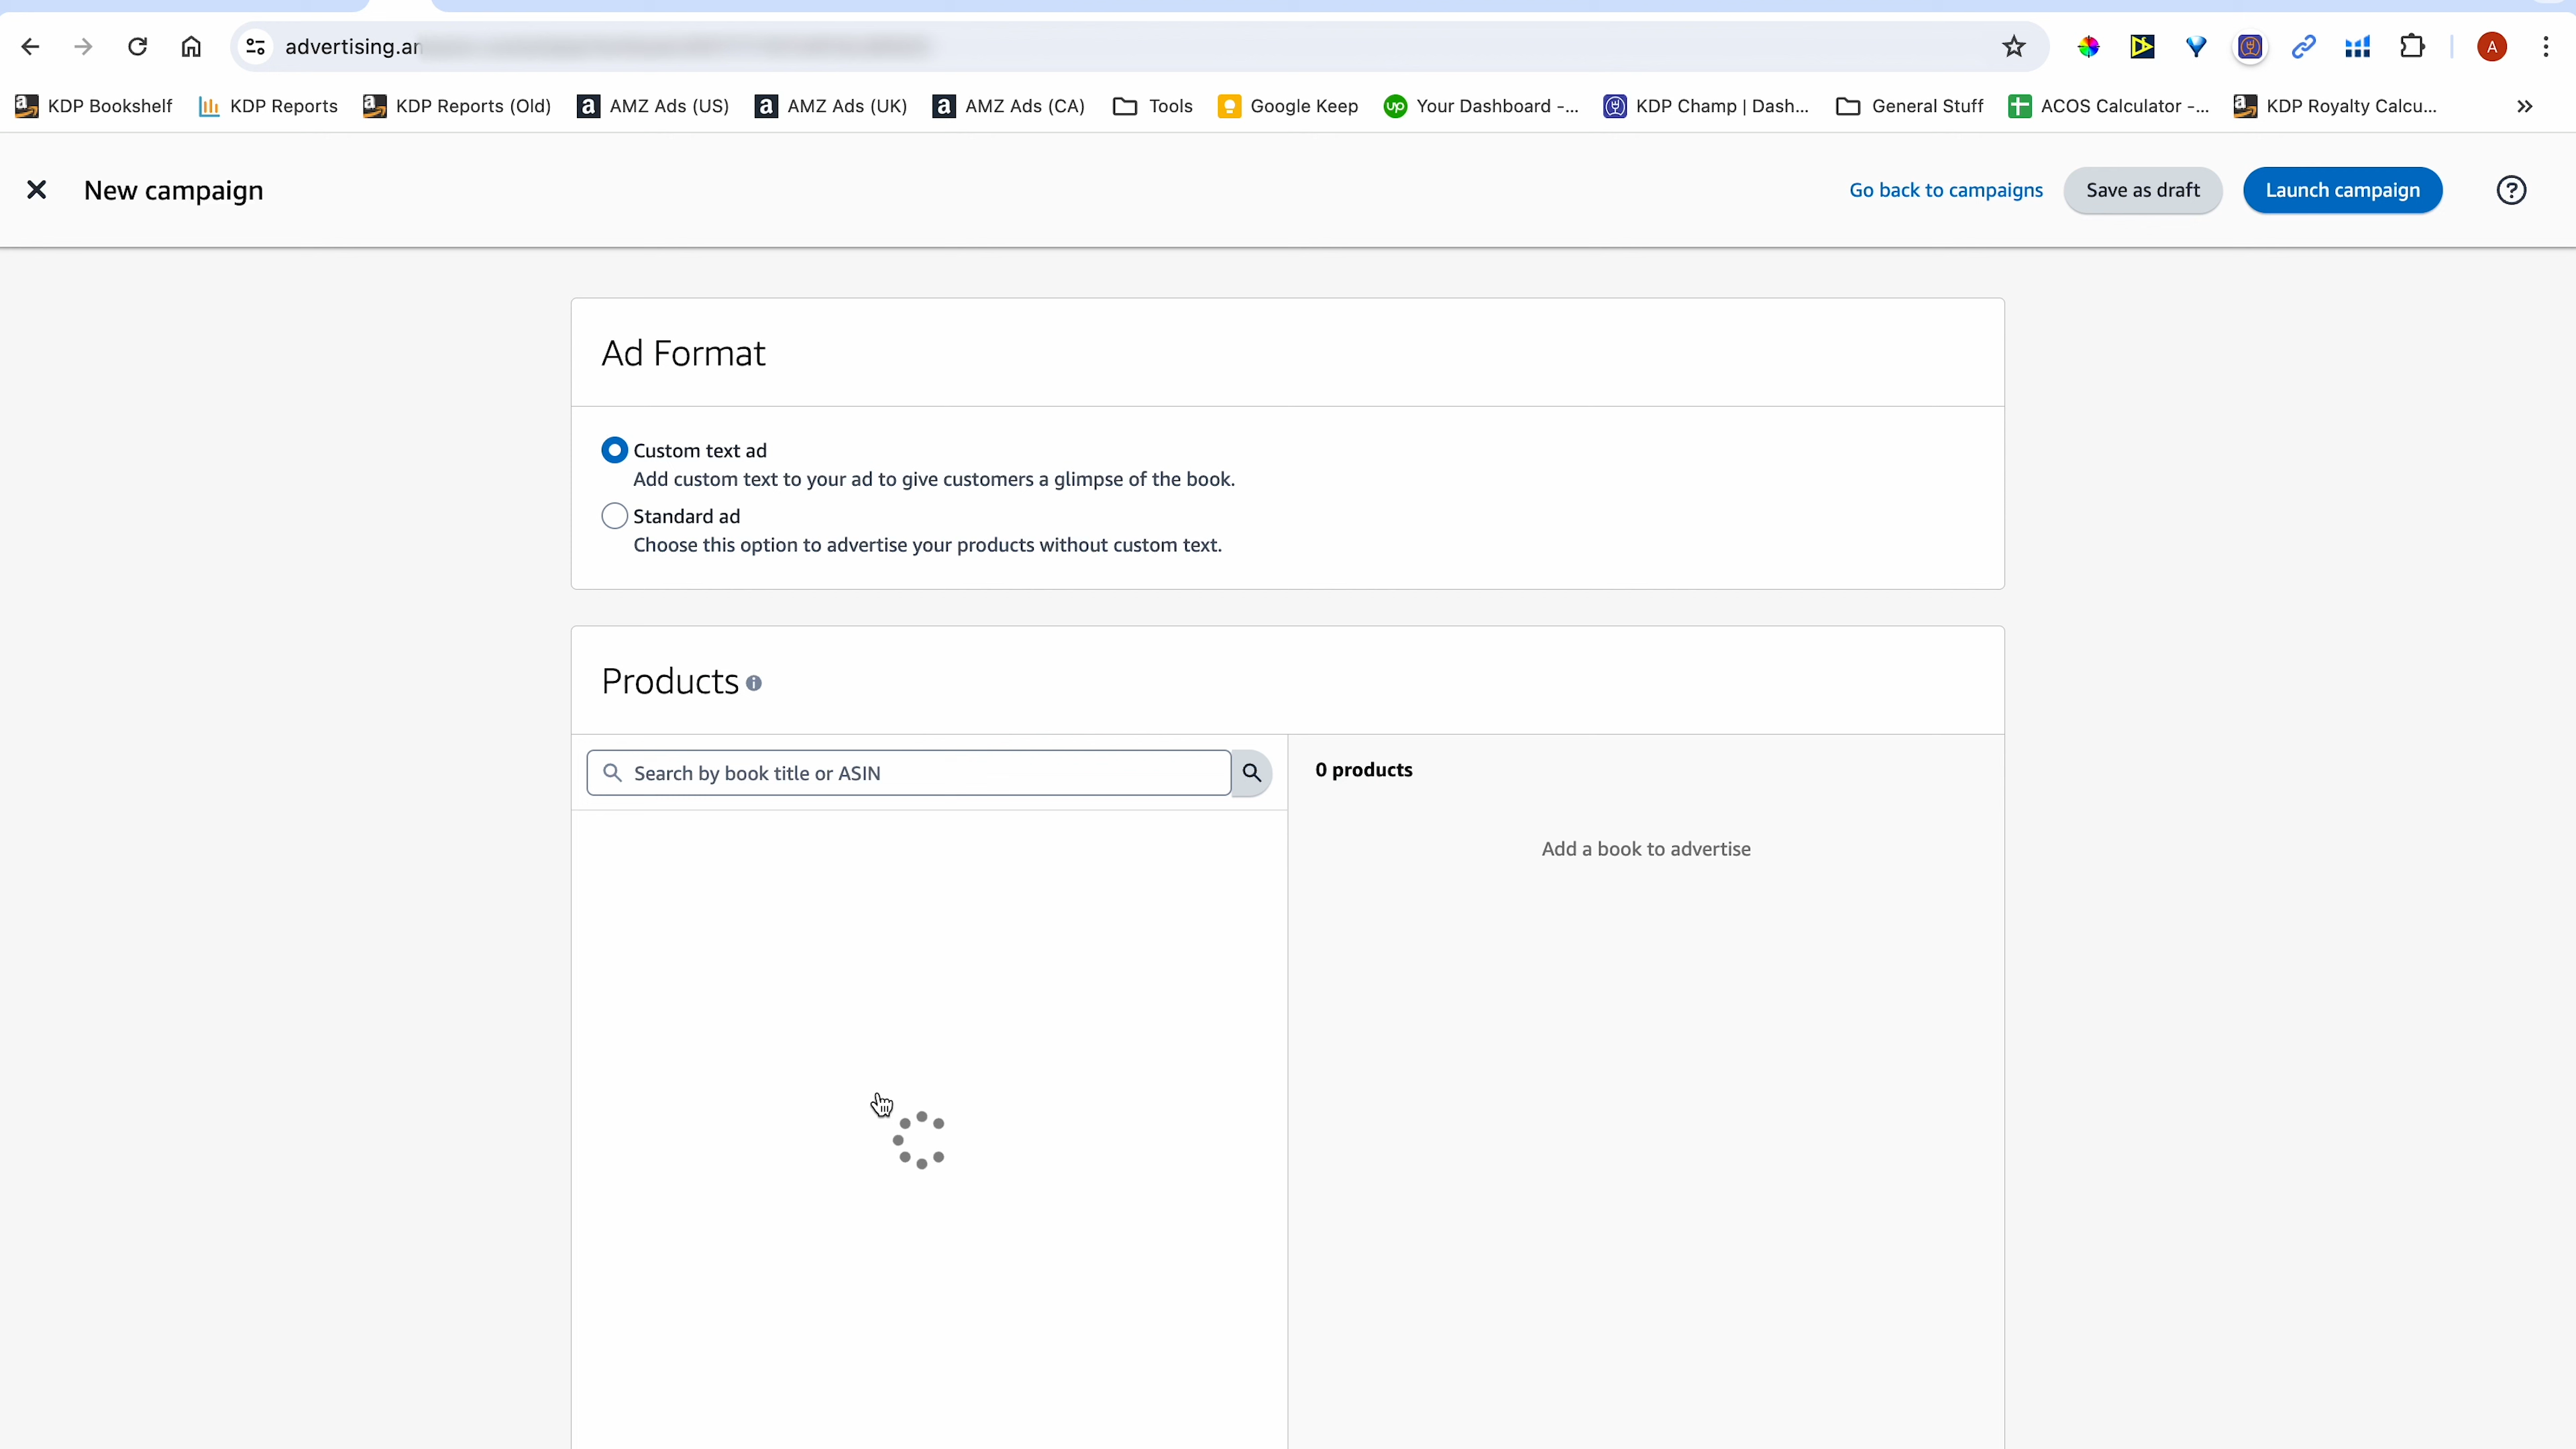 advertising.am
KDP Bookshelf KDP Reports KDP Reports (Old) AMZ Ads (US) AMZ Ads (UK) AMZ Ads (CA) Tools Google Keep Your Dashboard -... KDP Champ | Dash... General Stuff ACOS Calculator -... KDP Royalty Calcu... »
New campaign Go back to campaigns Save as draft Launch campaign
Ad Format
Custom text ad
Add custom text to your ad to give customers a glimpse of the book.
Standard ad
Choose this option to advertise your products without custom text.
Products
Search by book title or ASIN 0 products
Add a book to advertise